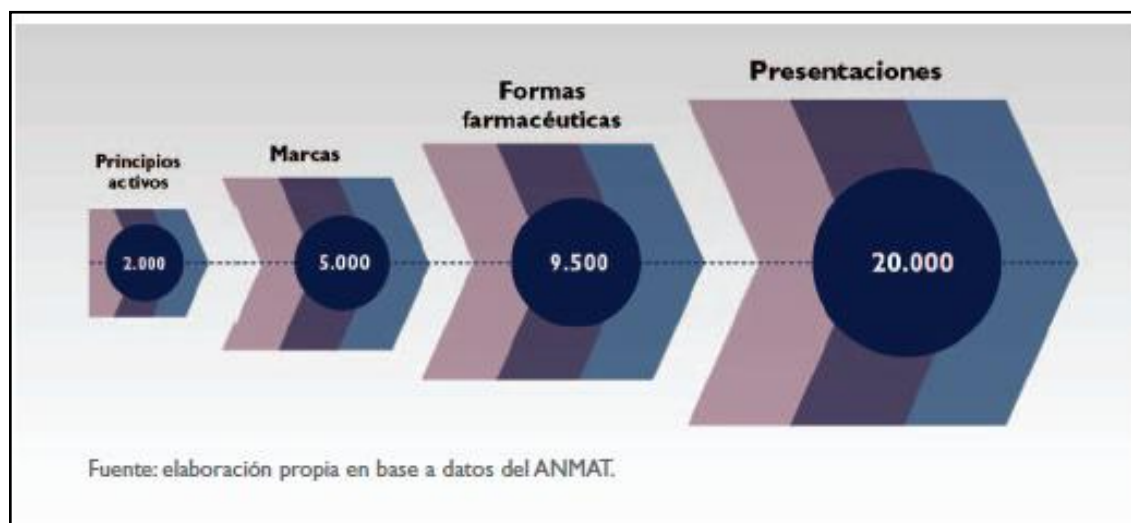 Principios
activos
Marcas
Formas
farmacéuticas
Presentaciones
2.000
5.000
9.500
20.000
Fuente: elaboración propia en base a datos del ANMAT.